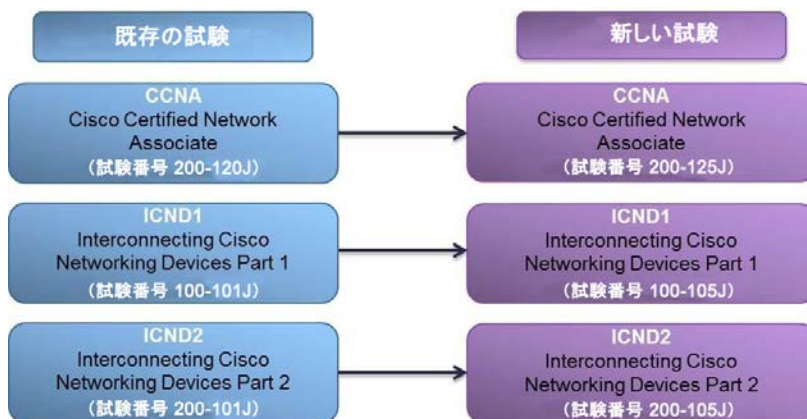 既存の試験
新しい試験
CCNA
Cisco Certified Network
Associate
（試験番号 200-120J）
CCNA
Cisco Certified Network
Associate
（試験番号 200-125J）
ICND1
Interconnecting Cisco
Networking Devices Part 1
（試験番号 100-101J）
ICND1
Interconnecting Cisco
Networking Devices Part 1
（試験番号 100-105J）
ICND2
Interconnecting Cisco
Networking Devices Part 2
（試験番号 200-101J）
ICND2
Interconnecting Cisco
Networking Devices Part 2
（試験番号 200-105J）